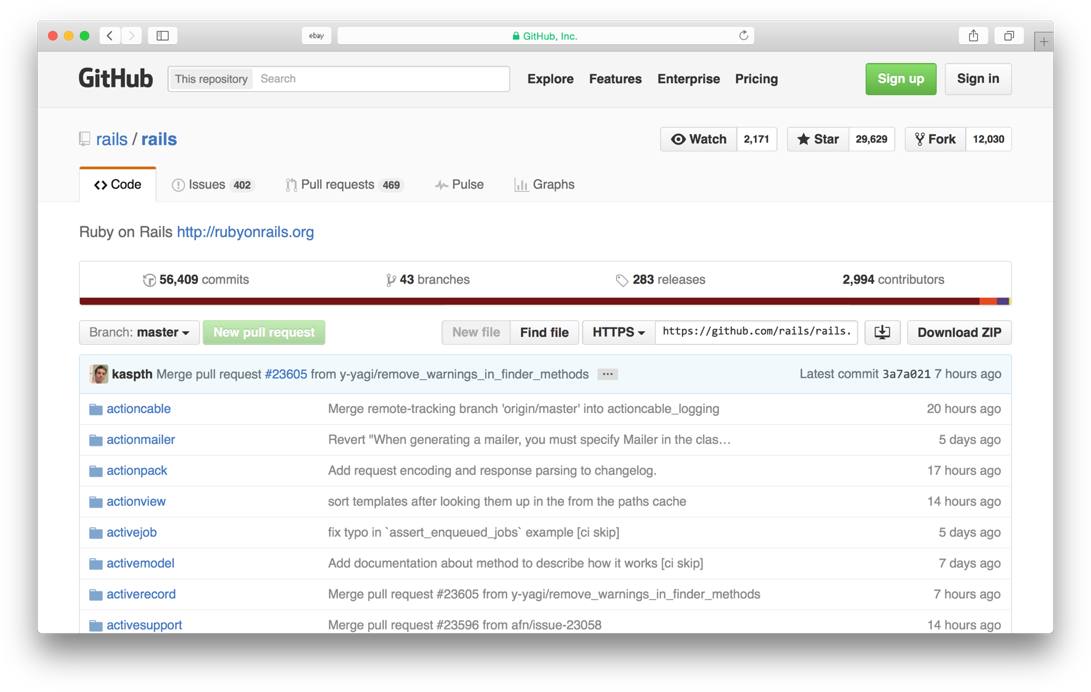 ebay GitHub, Inc.
GitHub This repository Search Explore Features Enterprise Pricing Sign up Sign in
rails / rails Watch 2,171 Star 29,629 Fork 12,030
Code Issues 402 Pull requests 469 Pulse Graphs
Ruby on Rails http://rubyonrails.org
56,409 commits 43 branches 283 releases 2,994 contributors
Branch: master New pull request New file Find file HTTPS https://github.com/rails/rails. Download ZIP
kaspth Merge pull request #23605 from y-yagi/remove_warnings_in_finder_methods ... Latest commit 3a7a021 7 hours ago
actioncable Merge remote-tracking branch 'origin/master' into actioncable_logging 20 hours ago
actionmailer Revert "When generating a mailer, you must specify Mailer in the clas… 5 days ago
actionpack Add request encoding and response parsing to changelog. 17 hours ago
actionview sort templates after looking them up in the from the paths cache 14 hours ago
activejob fix typo in `assert_enqueued_jobs` example [ci skip] 5 days ago
activemodel Add documentation about method to describe how it works [ci skip] 7 days ago
activerecord Merge pull request #23605 from y-yagi/remove_warnings_in_finder_methods 7 hours ago
activesupport Merge pull request #23596 from afn/issue-23058 14 hours ago